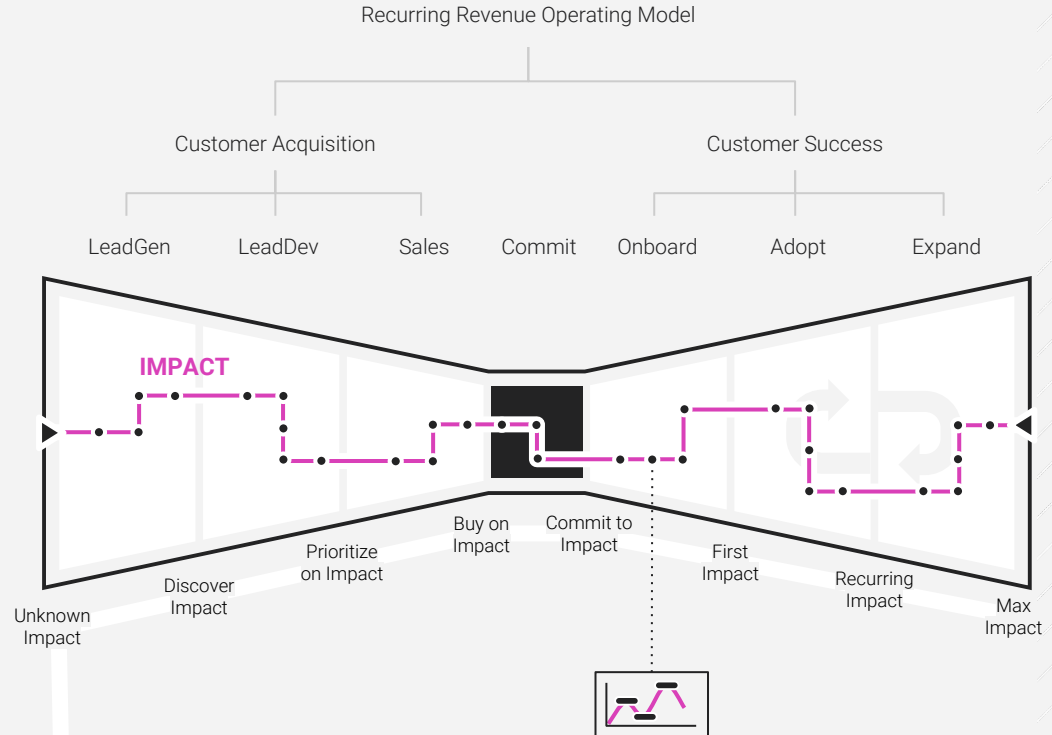 Recurring Revenue Operating Model
Customer Acquisition
Customer Success
LeadGen
LeadDev
Sales
Commit
Onboard
Adopt
Expand
IMPACT
Unknown
Impact
Discover
Impact
Prioritize
on Impact
Buy on
Impact
Commit to
Impact
First
Impact
Recurring
Impact
Max
Impact